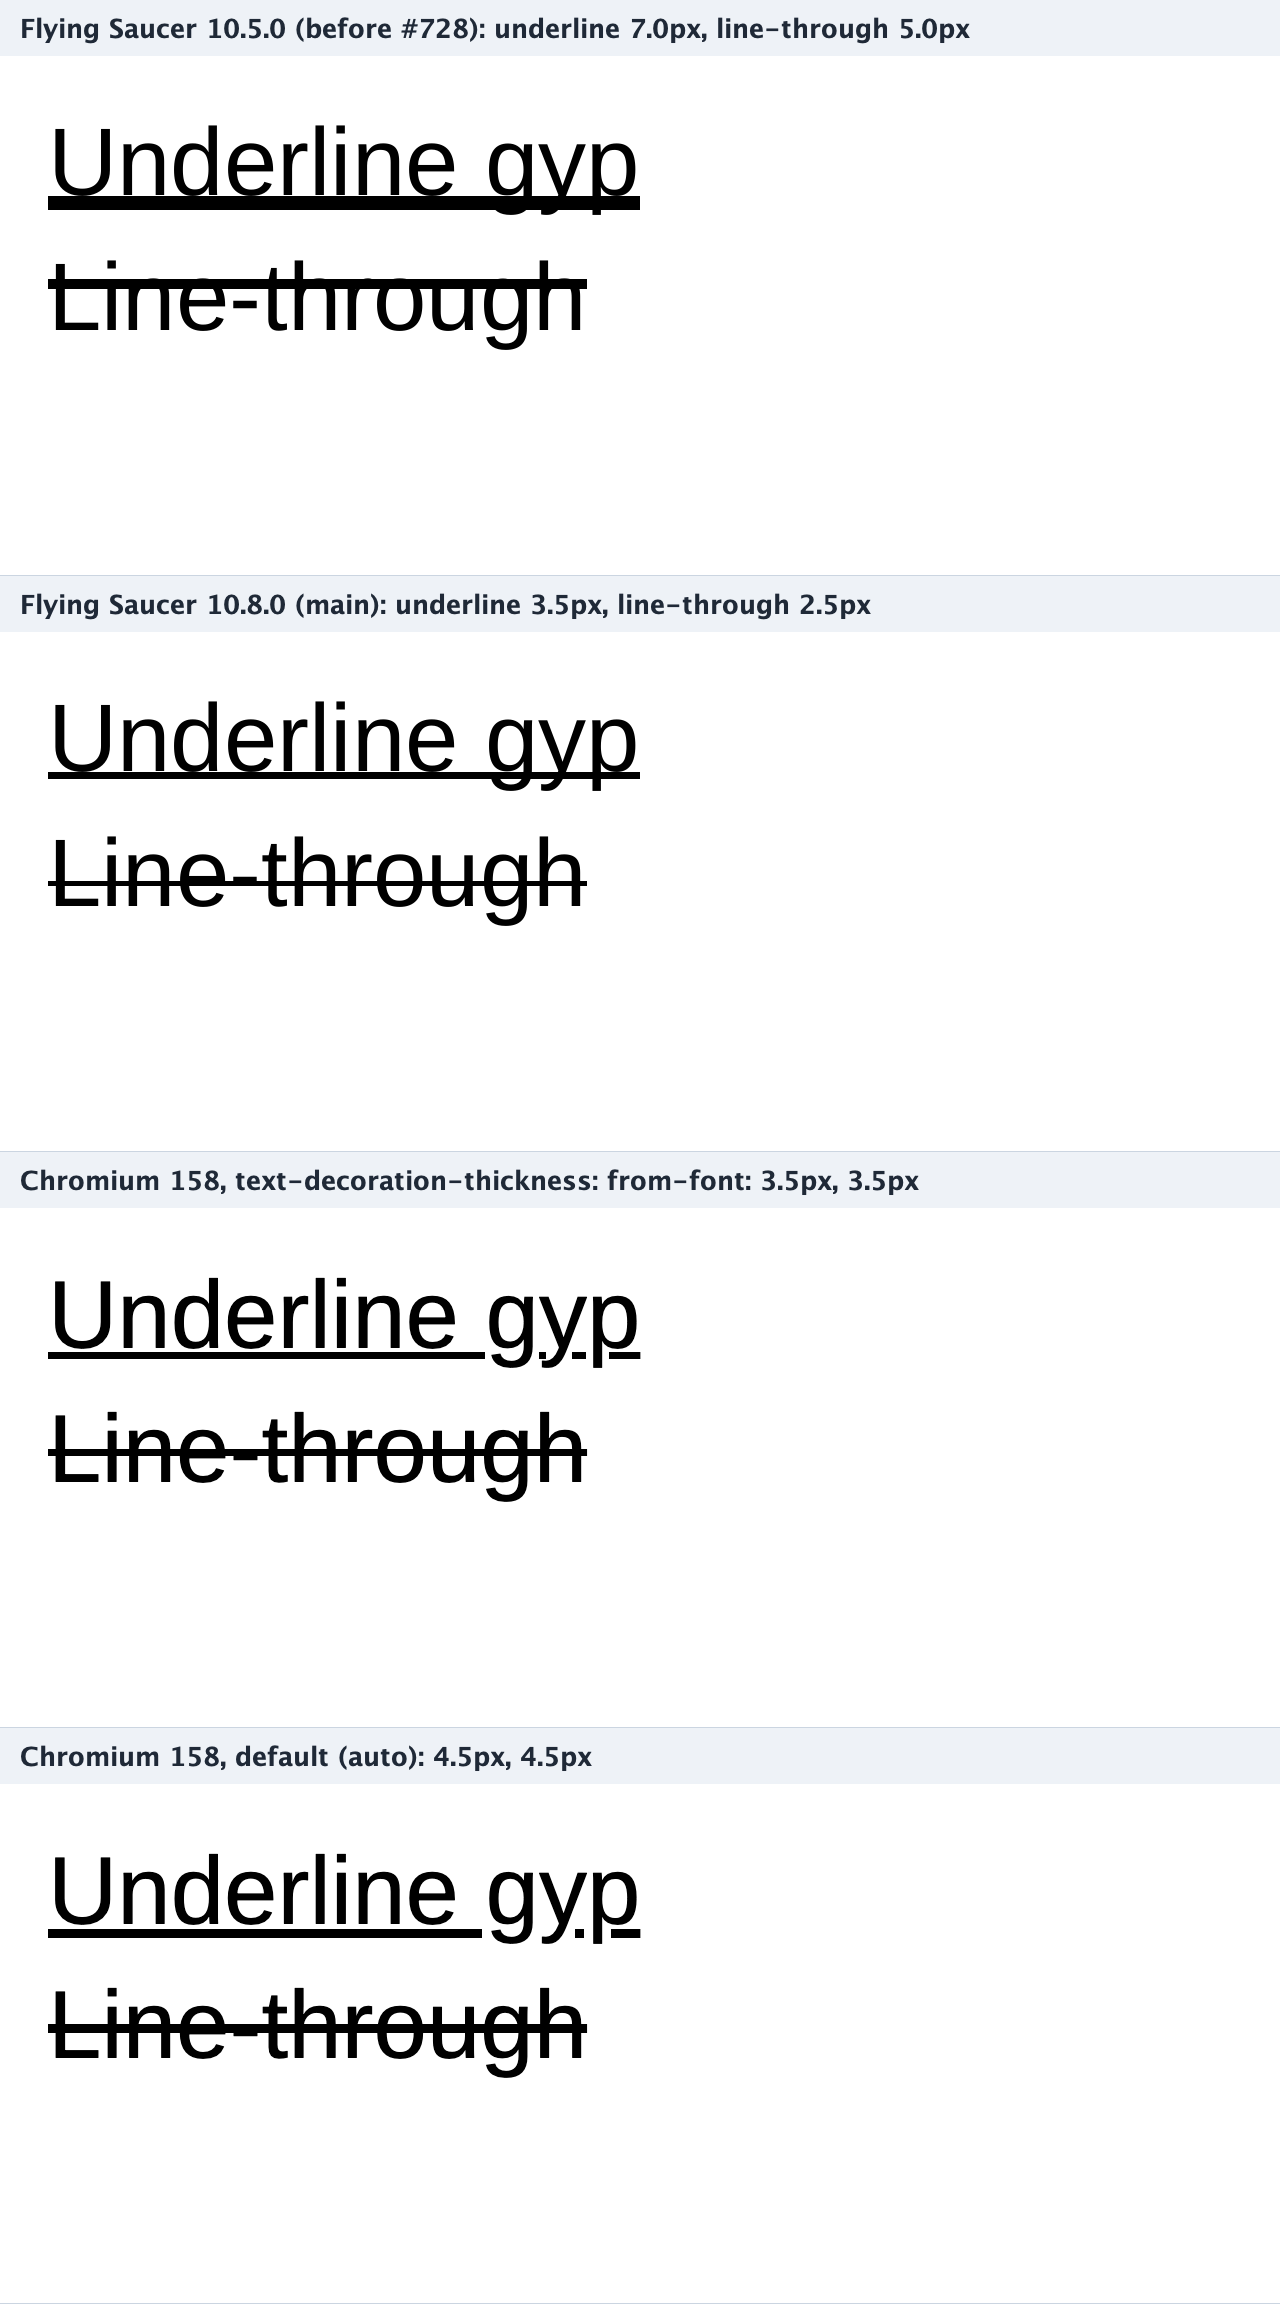 Flying Saucer 10.5.0 (before #728): underline 7.0px, line-through 5.0px
Underline gyp
Line-through
Flying Saucer 10.8.0 (main): underline 3.5px, line-through 2.5px
Underline gyp
Line-through
Chromium 158, text-decoration-thickness: from-font: 3.5px, 3.5px
Underline gyp
Line-through
Chromium 158, default (auto): 4.5px, 4.5px
Underline gyp
Line-through